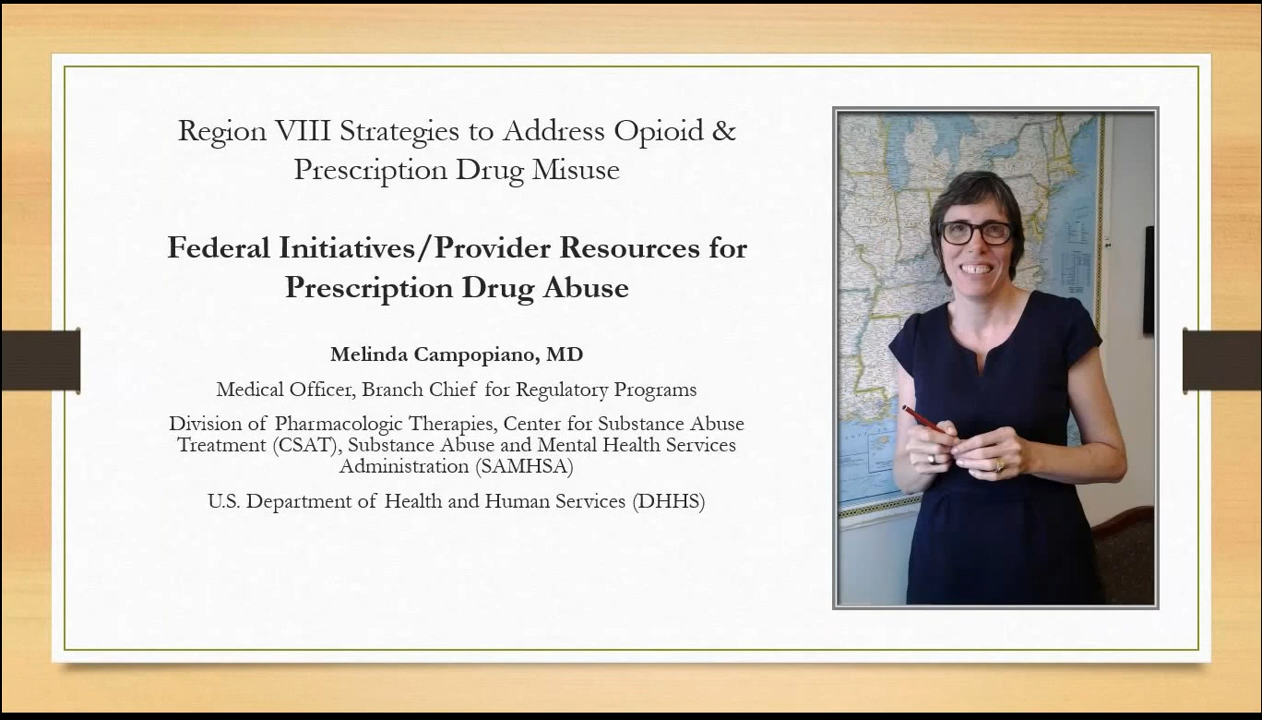 Region VIII Strategies to Address Opioid &
Prescription Drug Misuse
Federal Initiatives/Provider Resources for
Prescription Drug Abuse
Melinda Campopiano, MD
Medical Officer, Branch Chief for Regulatory Programs
Division of Pharmacologic Therapies, Center for Substance Abuse
Treatment (CSAT), Substance Abuse and Mental Health Services
Administration (SAMHSA)
U.S. Department of Health and Human Services (DHHS)